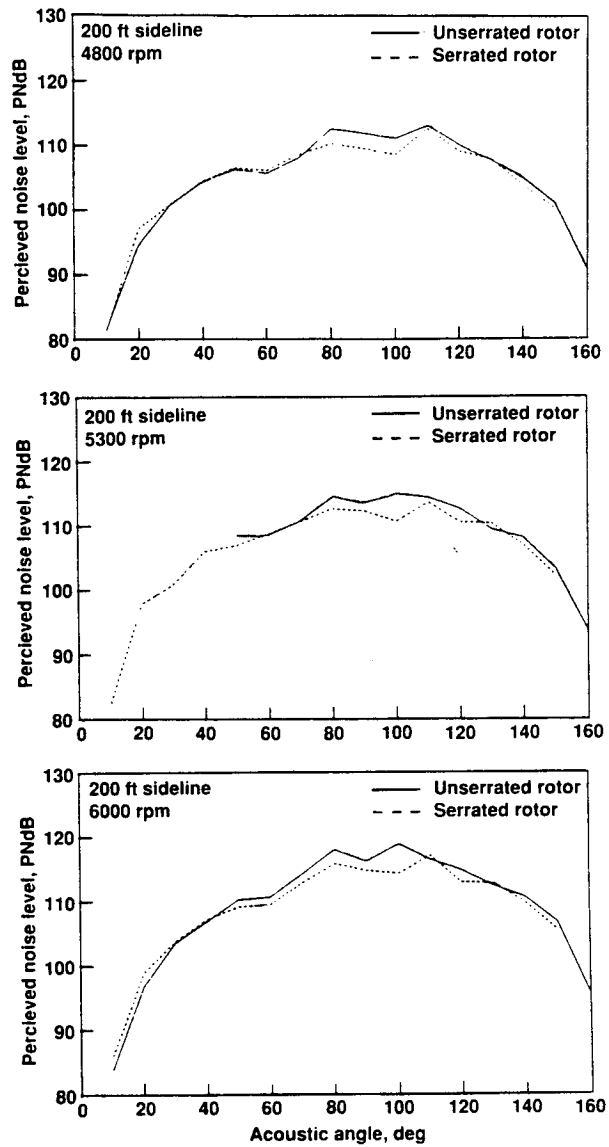 200 ft sideline
4800 rpm
Unserrated rotor
Serrated rotor
Percieved noise level, PNdB
130
120
110
100
90
80
0 20 40 60 80 100 120 140 160
200 ft sideline
5300 rpm
Unserrated rotor
Serrated rotor
Percieved noise level, PNdB
130
120
110
100
90
80
0 20 40 60 80 100 120 140 160
200 ft sideline
6000 rpm
Unserrated rotor
Serrated rotor
Percieved noise level, PNdB
130
120
110
100
90
80
0 20 40 60 80 100 120 140 160
Acoustic angle, deg